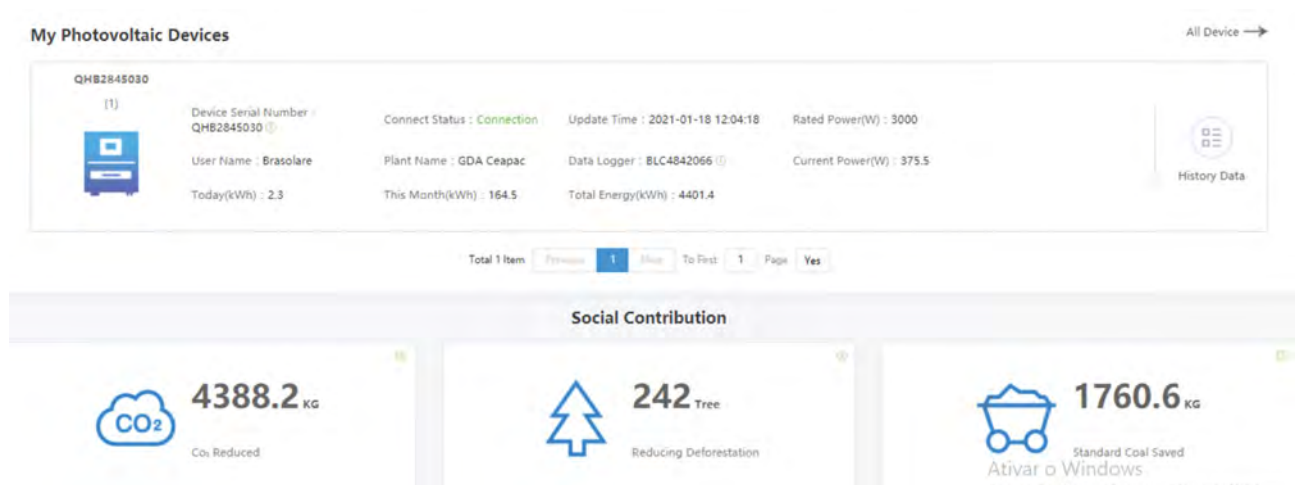 My Photovoltaic Devices
All Device
QHB2845030
(1)
Device Serial Number :
QHB2845030
Connect Status : Connection
Update Time : 2021-01-18 12:04:18
Rated Power(W) : 3000
User Name : Brasolare
Plant Name : GDA Ceapac
Data Logger : BLC4842066
Current Power(W) : 375.5
Today(kWh) : 2.3
This Month(kWh) : 164.5
Total Energy(kWh) : 4401.4
History Data
Total 1 Item Previous 1 Next To First 1 Page Yes
Social Contribution
CO2
4388.2 KG
Co₂ Reduced
242 Tree
Reducing Deforestation
1760.6 KG
Standard Coal Saved
Ativar o Windows